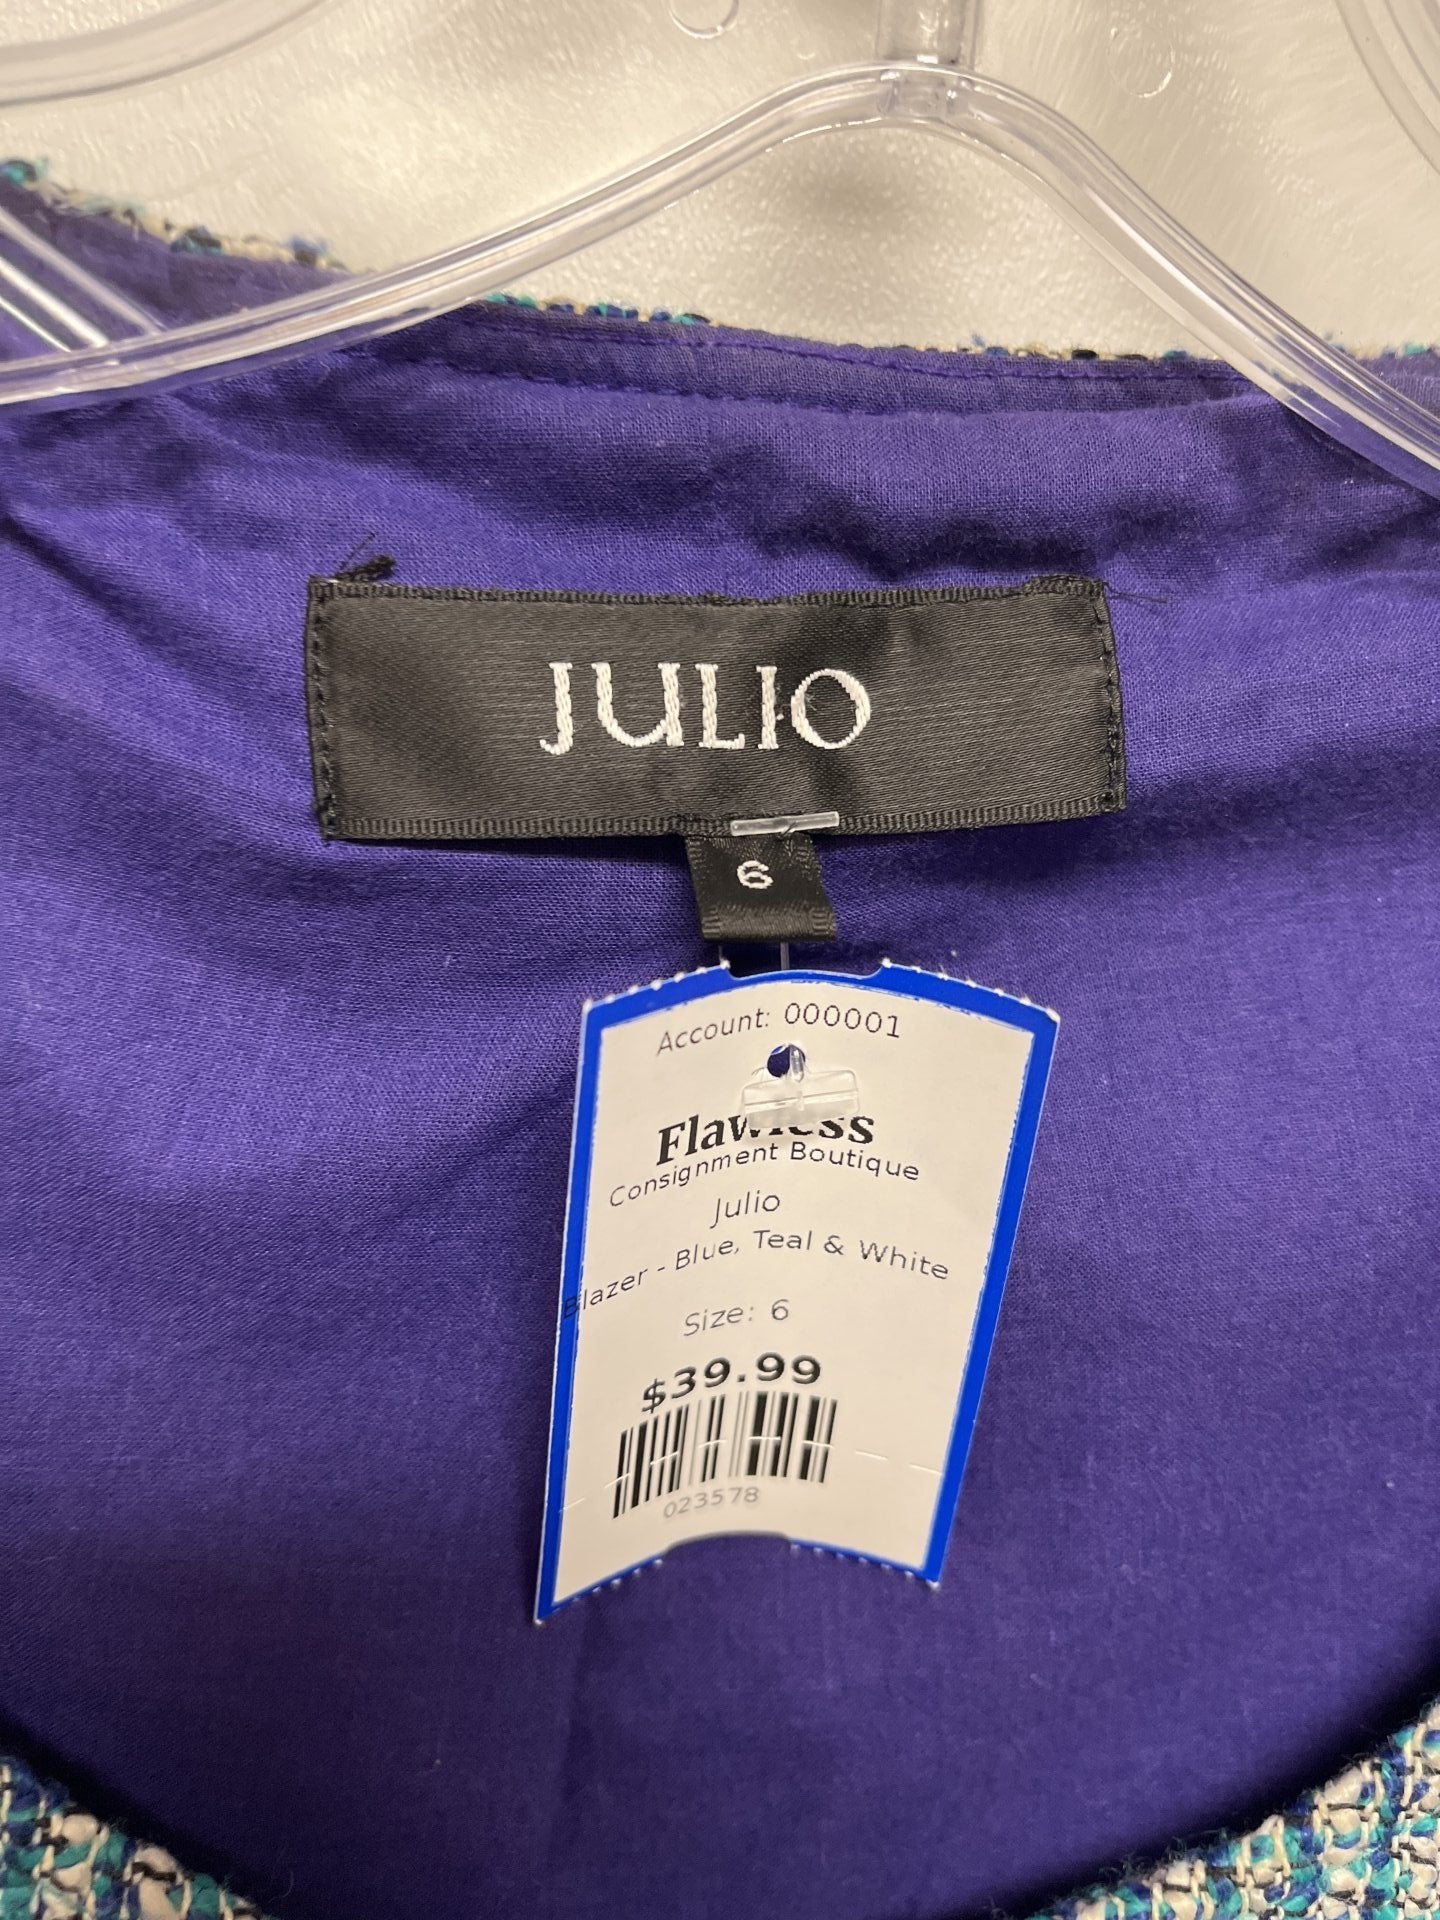 JULIO
6
Account: 000001
Flawless
Consignment Boutique
Julio
Blazer - Blue, Teal & White
Size: 6
$39.99
023578